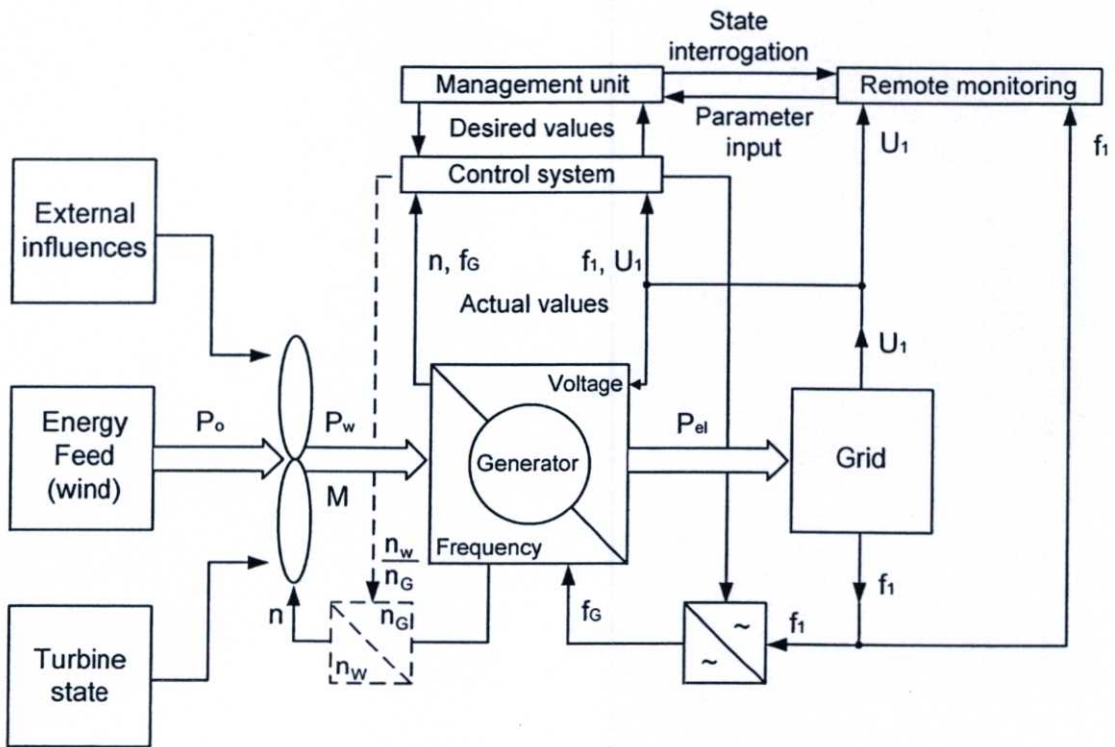 State
interrogation
Management unit
Remote monitoring
Desired values
Parameter
input
U₁
f₁
Control system
External
influences
n, f_G
f₁, U₁
Actual values
U₁
Voltage
Energy
Feed
(wind)
Pₒ
P_w
M
Generator
P_el
Grid
Frequency
n_w
n_G
f₁
n
n_G
n_W
f_G
~
~
f₁
Turbine
state